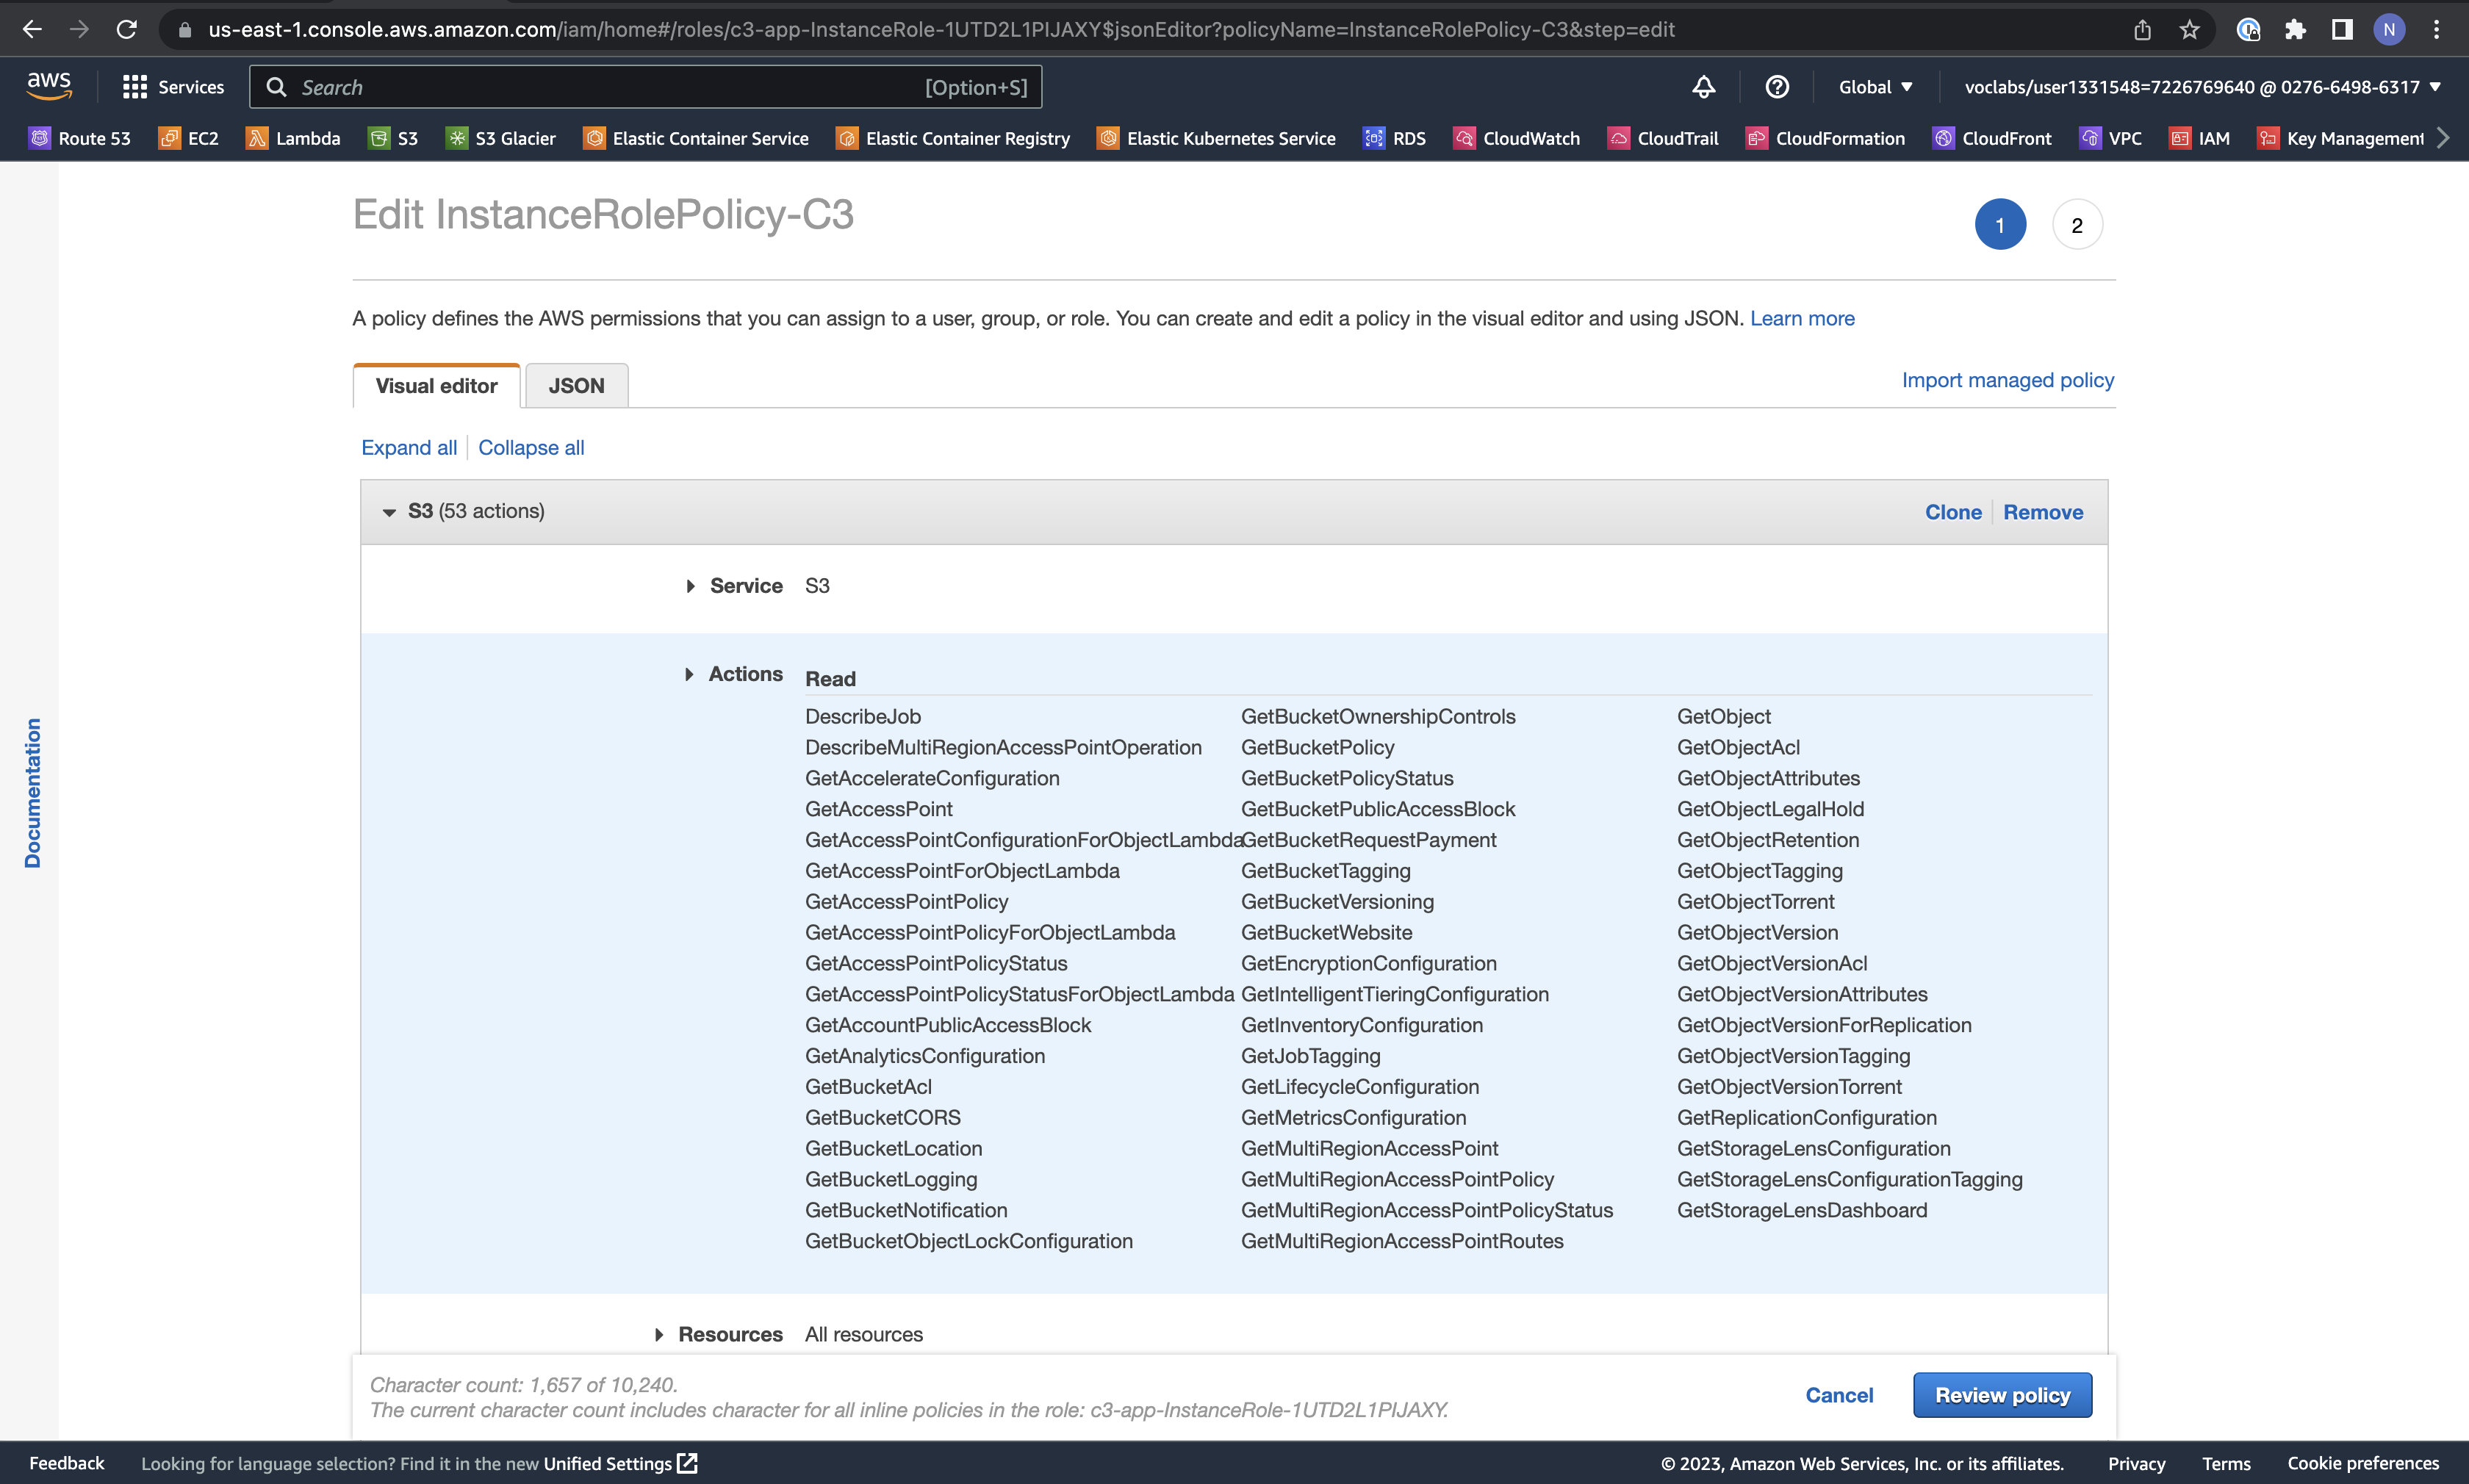 us-east-1.console.aws.amazon.com/iam/home#/roles/c3-app-InstanceRole-1UTD2L1PIJAXY$jsonEditor?policyName=InstanceRolePolicy-C3&step=edit
N
aws
Services
Search
[Option+S]
Global
voclabs/user1331548=7226769640 @ 0276-6498-6317
Route 53
EC2
Lambda
S3
S3 Glacier
Elastic Container Service
Elastic Container Registry
Elastic Kubernetes Service
RDS
CloudWatch
CloudTrail
CloudFormation
CloudFront
VPC
IAM
Key Management
Documentation
Edit InstanceRolePolicy-C3
1
2
A policy defines the AWS permissions that you can assign to a user, group, or role. You can create and edit a policy in the visual editor and using JSON. Learn more
Visual editor
JSON
Import managed policy
Expand all
Collapse all
S3 (53 actions)
Clone
Remove
Service
S3
Actions
Read
DescribeJob
DescribeMultiRegionAccessPointOperation
GetAccelerateConfiguration
GetAccessPoint
GetAccessPointConfigurationForObjectLambda
GetAccessPointForObjectLambda
GetAccessPointPolicy
GetAccessPointPolicyForObjectLambda
GetAccessPointPolicyStatus
GetAccessPointPolicyStatusForObjectLambda
GetAccountPublicAccessBlock
GetAnalyticsConfiguration
GetBucketAcl
GetBucketCORS
GetBucketLocation
GetBucketLogging
GetBucketNotification
GetBucketObjectLockConfiguration
GetBucketOwnershipControls
GetBucketPolicy
GetBucketPolicyStatus
GetBucketPublicAccessBlock
GetBucketRequestPayment
GetBucketTagging
GetBucketVersioning
GetBucketWebsite
GetEncryptionConfiguration
GetIntelligentTieringConfiguration
GetInventoryConfiguration
GetJobTagging
GetLifecycleConfiguration
GetMetricsConfiguration
GetMultiRegionAccessPoint
GetMultiRegionAccessPointPolicy
GetMultiRegionAccessPointPolicyStatus
GetMultiRegionAccessPointRoutes
GetObject
GetObjectAcl
GetObjectAttributes
GetObjectLegalHold
GetObjectRetention
GetObjectTagging
GetObjectTorrent
GetObjectVersion
GetObjectVersionAcl
GetObjectVersionAttributes
GetObjectVersionForReplication
GetObjectVersionTagging
GetObjectVersionTorrent
GetReplicationConfiguration
GetStorageLensConfiguration
GetStorageLensConfigurationTagging
GetStorageLensDashboard
Resources
All resources
Character count: 1,657 of 10,240.
The current character count includes character for all inline policies in the role: c3-app-InstanceRole-1UTD2L1PIJAXY.
Cancel
Review policy
Feedback
Looking for language selection? Find it in the new Unified Settings
© 2023, Amazon Web Services, Inc. or its affiliates.
Privacy
Terms
Cookie preferences